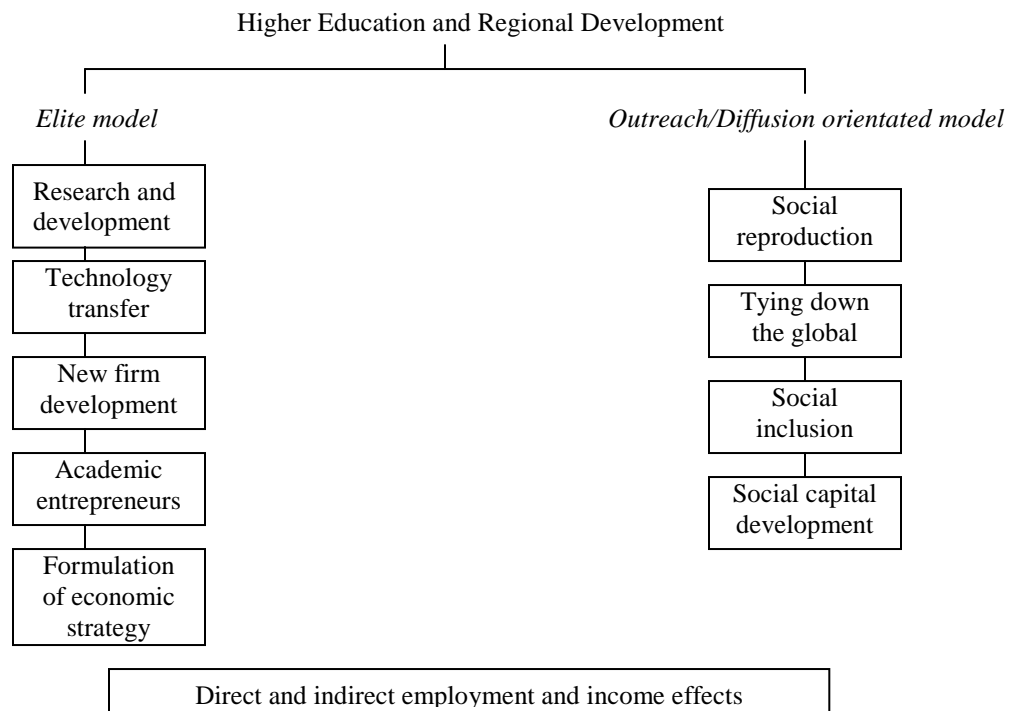 Higher Education and Regional Development
Elite model
Outreach/Diffusion orientated model
Research and
development
Technology
transfer
New firm
development
Academic
entrepreneurs
Formulation
of economic
strategy
Social
reproduction
Tying down
the global
Social
inclusion
Social capital
development
Direct and indirect employment and income effects